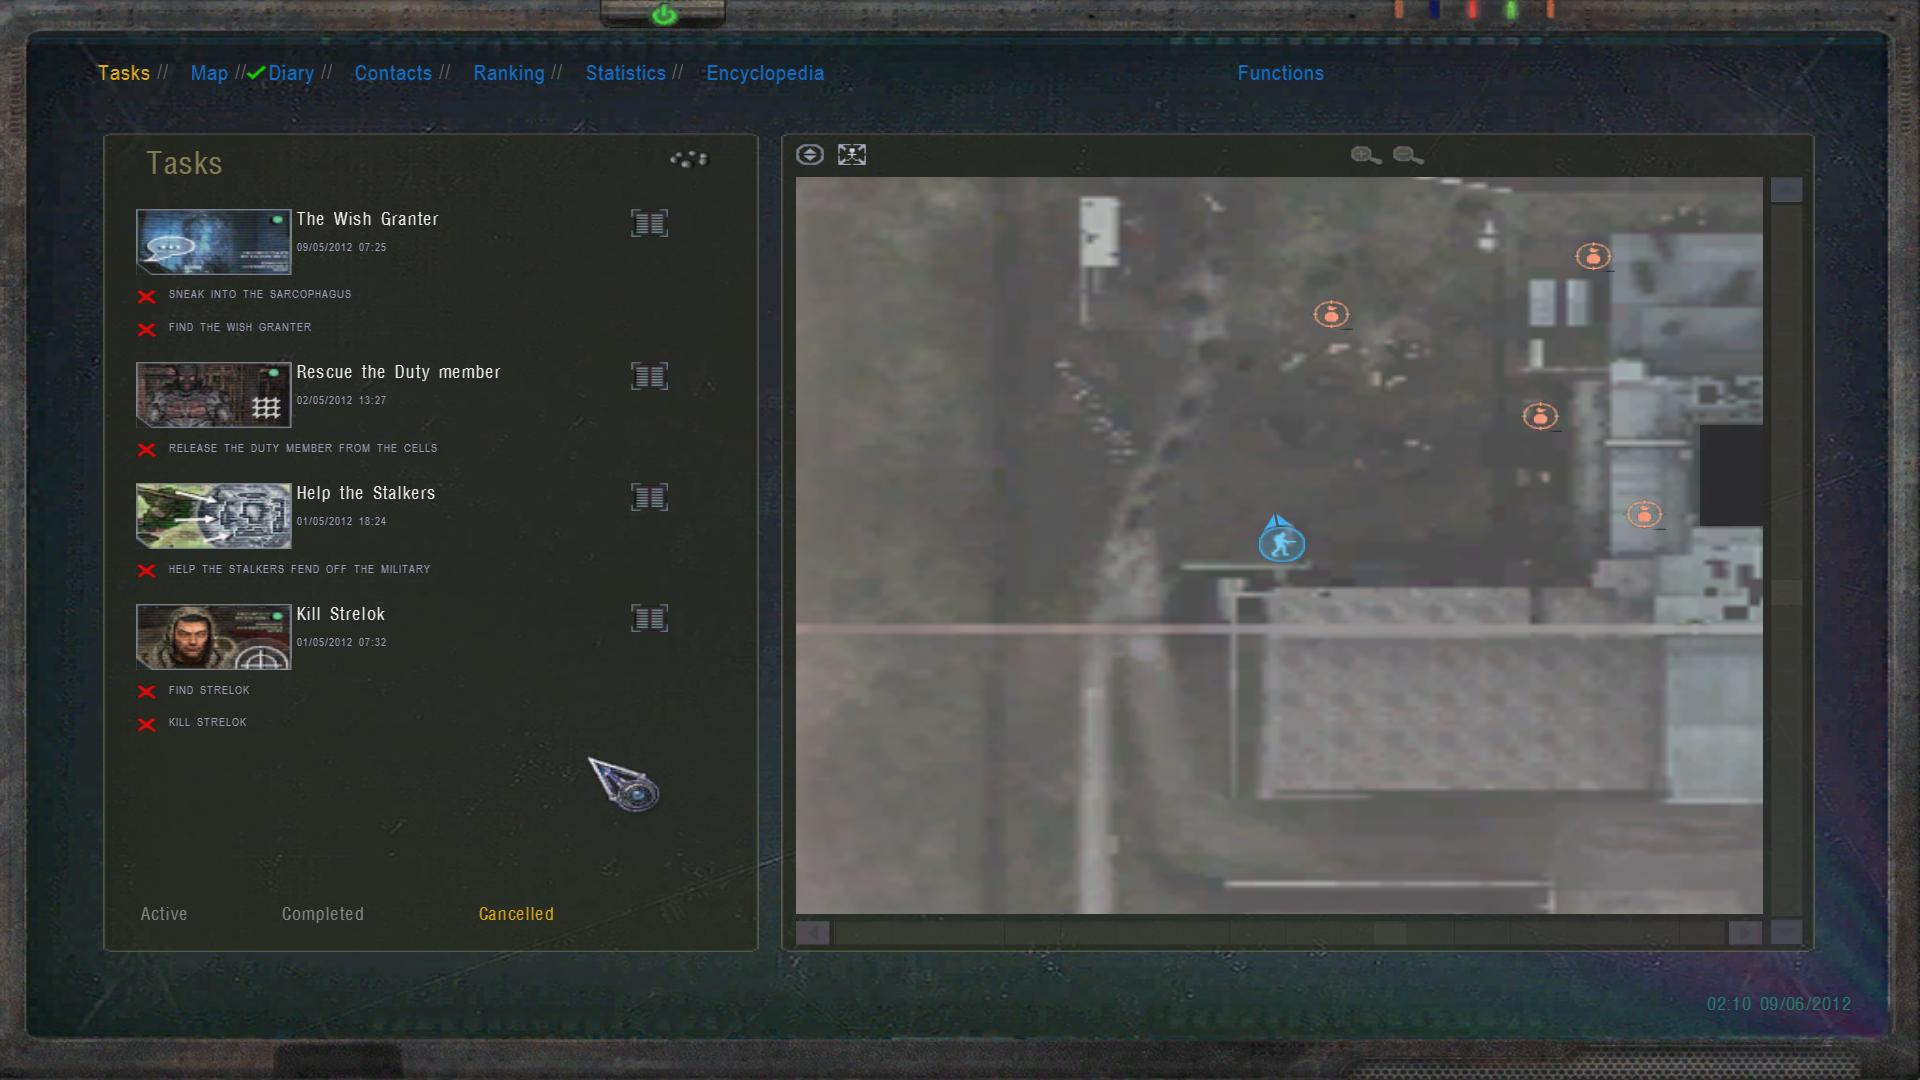 Tasks // Map // Diary // Contacts // Ranking // Statistics // Encyclopedia
Functions
Tasks
The Wish Granter
09/05/2012 07:25
SNEAK INTO THE SARCOPHAGUS
FIND THE WISH GRANTER
Rescue the Duty member
02/05/2012 13:27
RELEASE THE DUTY MEMBER FROM THE CELLS
Help the Stalkers
01/05/2012 18:24
HELP THE STALKERS FEND OFF THE MILITARY
Kill Strelok
01/05/2012 07:32
FIND STRELOK
KILL STRELOK
Active Completed Cancelled
02:10 09/06/2012